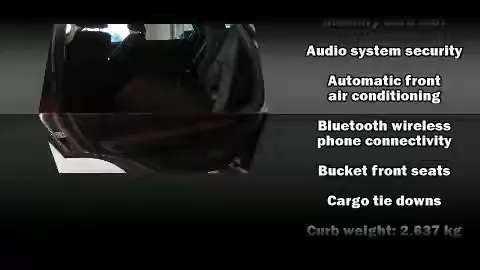 Audio system security
Automatic front
air conditioning
Bluetooth wireless
phone connectivity
Bucket front seats
Cargo tie downs
Curb weight: 2.637 kg